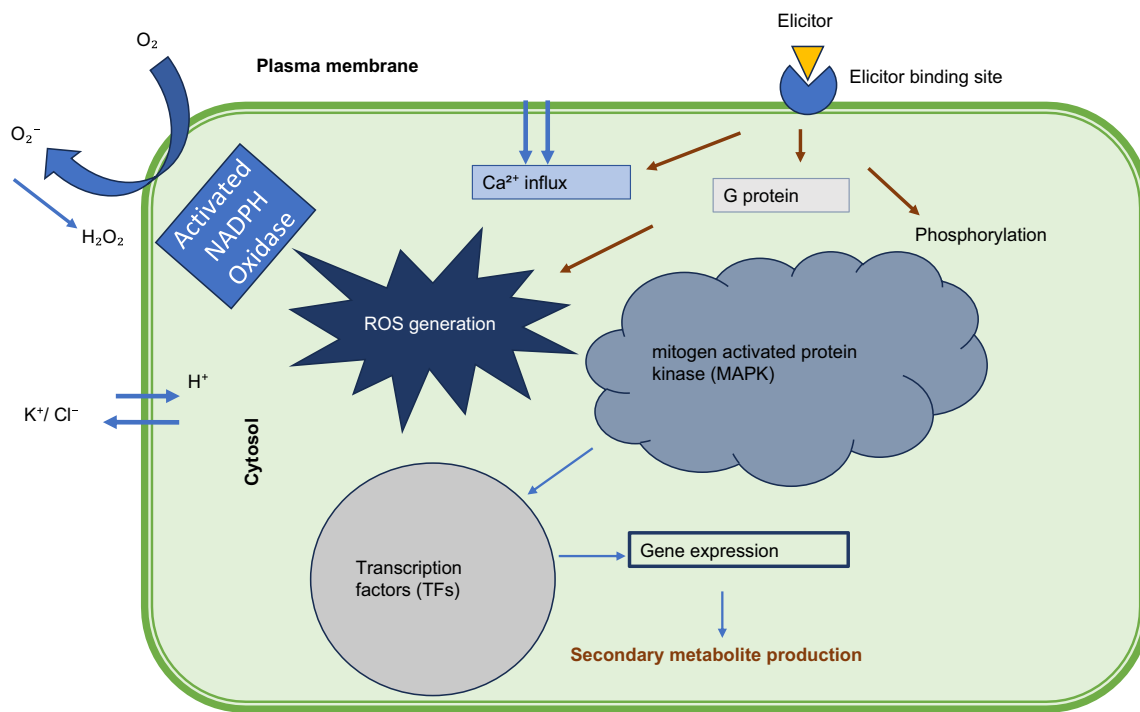 Elicitor
O₂
Plasma membrane
Elicitor binding site
O₂⁻
Ca²⁺ influx
G protein
H₂O₂
Activated
NADPH
Oxidase
Phosphorylation
ROS generation
mitogen activated protein
kinase (MAPK)
H⁺
K⁺/ Cl⁻
Cytosol
Transcription
factors (TFs)
Gene expression
Secondary metabolite production